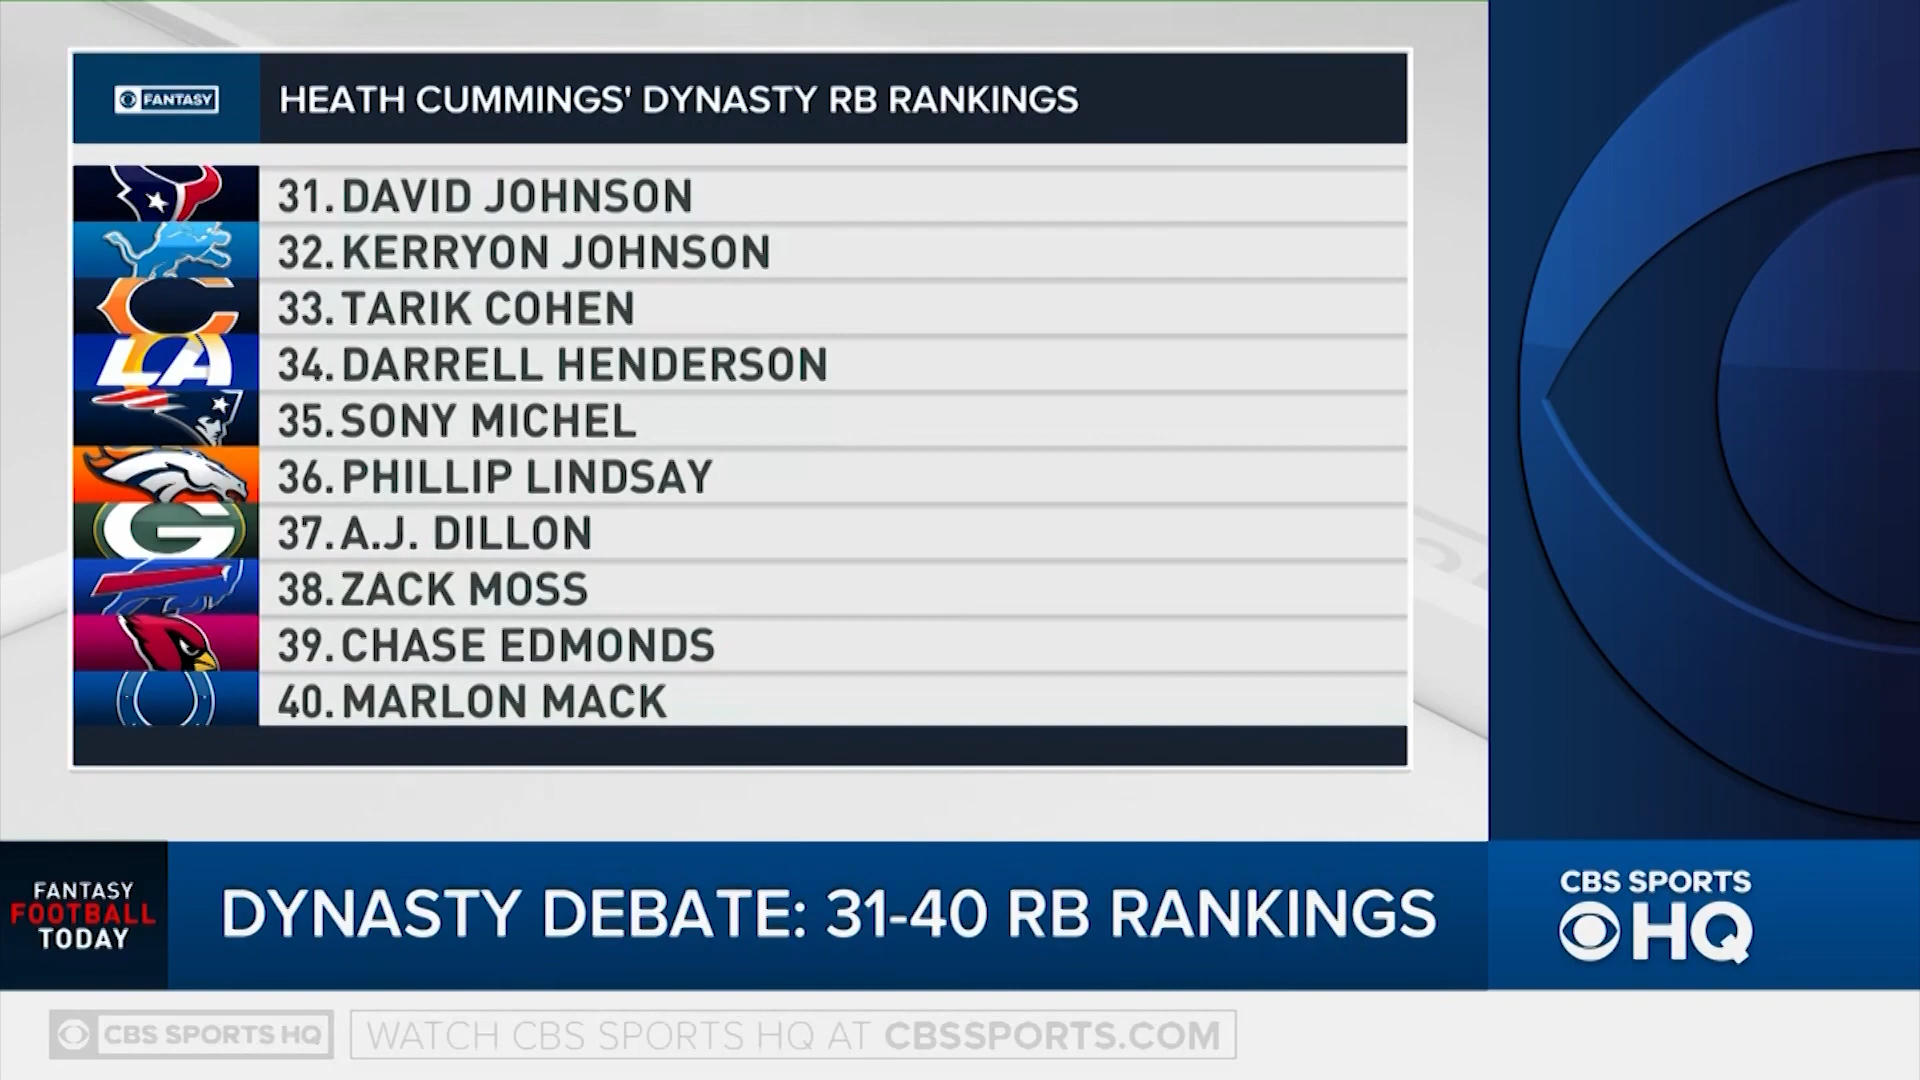 FANTASY
HEATH CUMMINGS' DYNASTY RB RANKINGS
31. DAVID JOHNSON
32. KERRYON JOHNSON
33. TARIK COHEN
34. DARRELL HENDERSON
35. SONY MICHEL
36. PHILLIP LINDSAY
37. A.J. DILLON
38. ZACK MOSS
39. CHASE EDMONDS
40. MARLON MACK
FANTASY
FOOTBALL
TODAY
DYNASTY DEBATE: 31-40 RB RANKINGS
CBS SPORTS
HQ
CBS SPORTS HQ
WATCH CBS SPORTS HQ AT CBSSPORTS.COM
LA
G